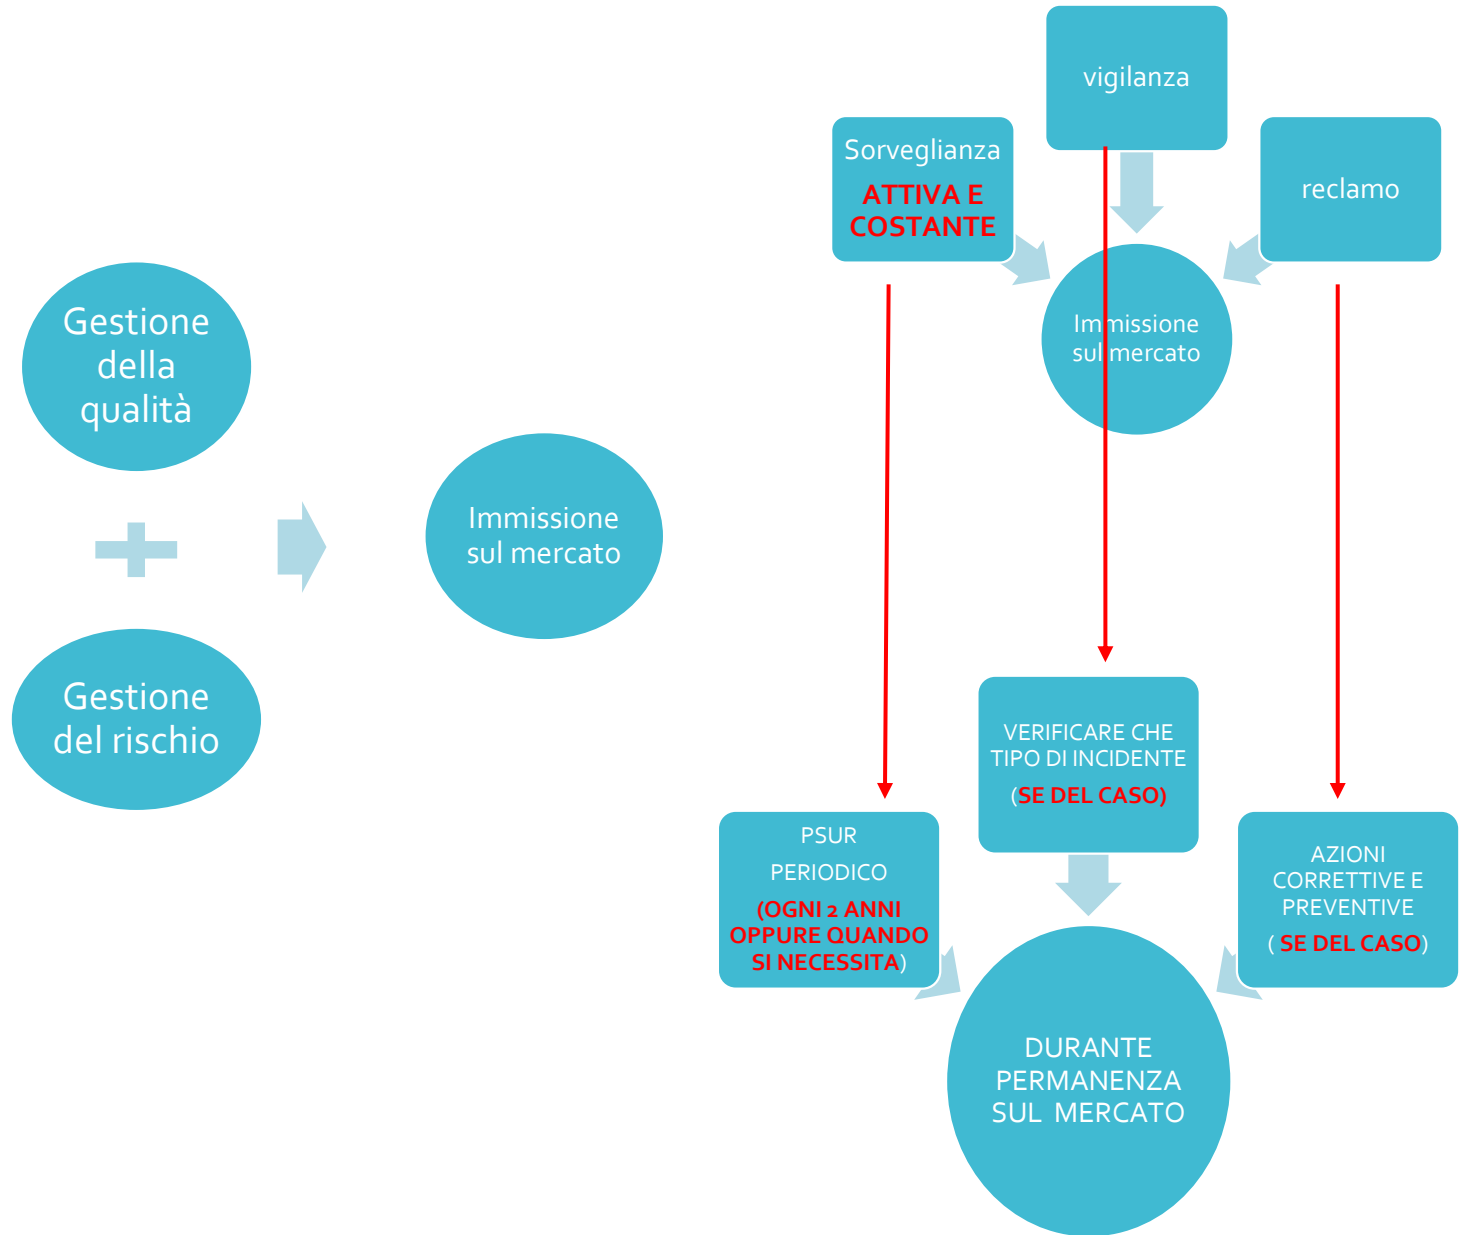 Gestione
della
qualità
Gestione
del rischio
Immissione
sul mercato
vigilanza
Sorveglianza
ATTIVA E
COSTANTE
reclamo
Immissione
sul mercato
VERIFICARE CHE
TIPO DI INCIDENTE
(SE DEL CASO)
PSUR
PERIODICO
(OGNI 2 ANNI
OPPURE QUANDO
SI NECESSITA)
AZIONI
CORRETTIVE E
PREVENTIVE
( SE DEL CASO)
DURANTE
PERMANENZA
SUL MERCATO